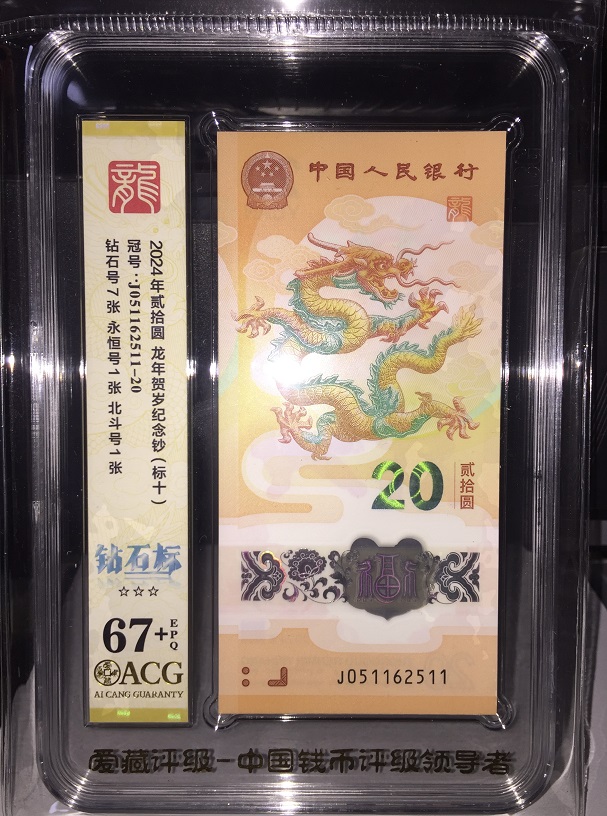 龍
2024年贰拾圆 龙年贺岁纪念钞(标十)
冠号:J051162511-20
钻石号7张 永恒号1张 北斗号1张
钻石标
☆☆☆
67+EPQ
ACG
AI CANG GUARANTY
中国人民银行
龍
20
贰拾圆
福
J051162511
爱藏评级-中国钱币评级领导者